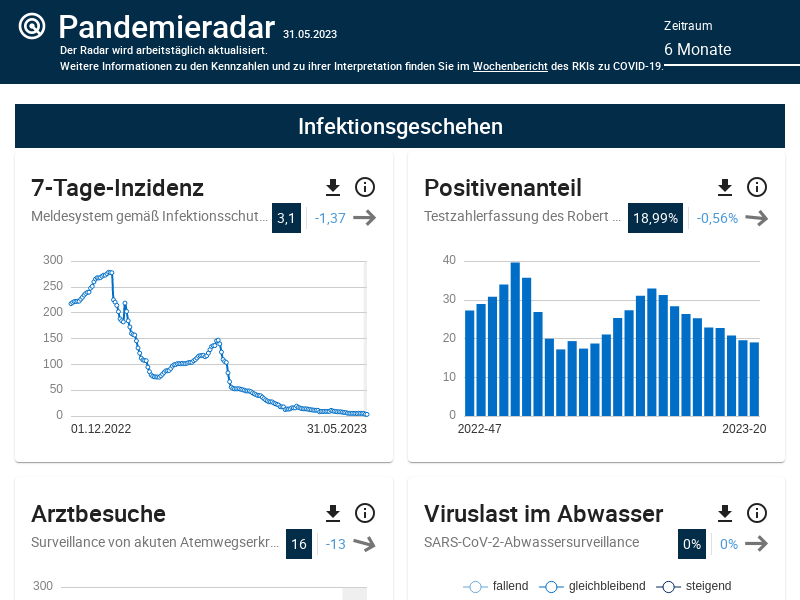 Pandemieradar 31.05.2023
Der Radar wird arbeitstäglich aktualisiert.
Weitere Informationen zu den Kennzahlen und zu ihrer Interpretation finden Sie im Wochenbericht des RKIs zu COVID-19.
Zeitraum
6 Monate
Infektionsgeschehen
7-Tage-Inzidenz
Meldesystem gemäß Infektionsschut... 3,1 -1,37
300
250
200
150
100
50
0
01.12.2022 31.05.2023
Positivenanteil
Testzahlerfassung des Robert ... 18,99% -0,56%
40
30
20
10
0
2022-47 2023-20
Arztbesuche
Surveillance von akuten Atemwegserkr... 16 -13
300
Viruslast im Abwasser
SARS-CoV-2-Abwassersurveillance 0% 0%
fallend gleichbleibend steigend